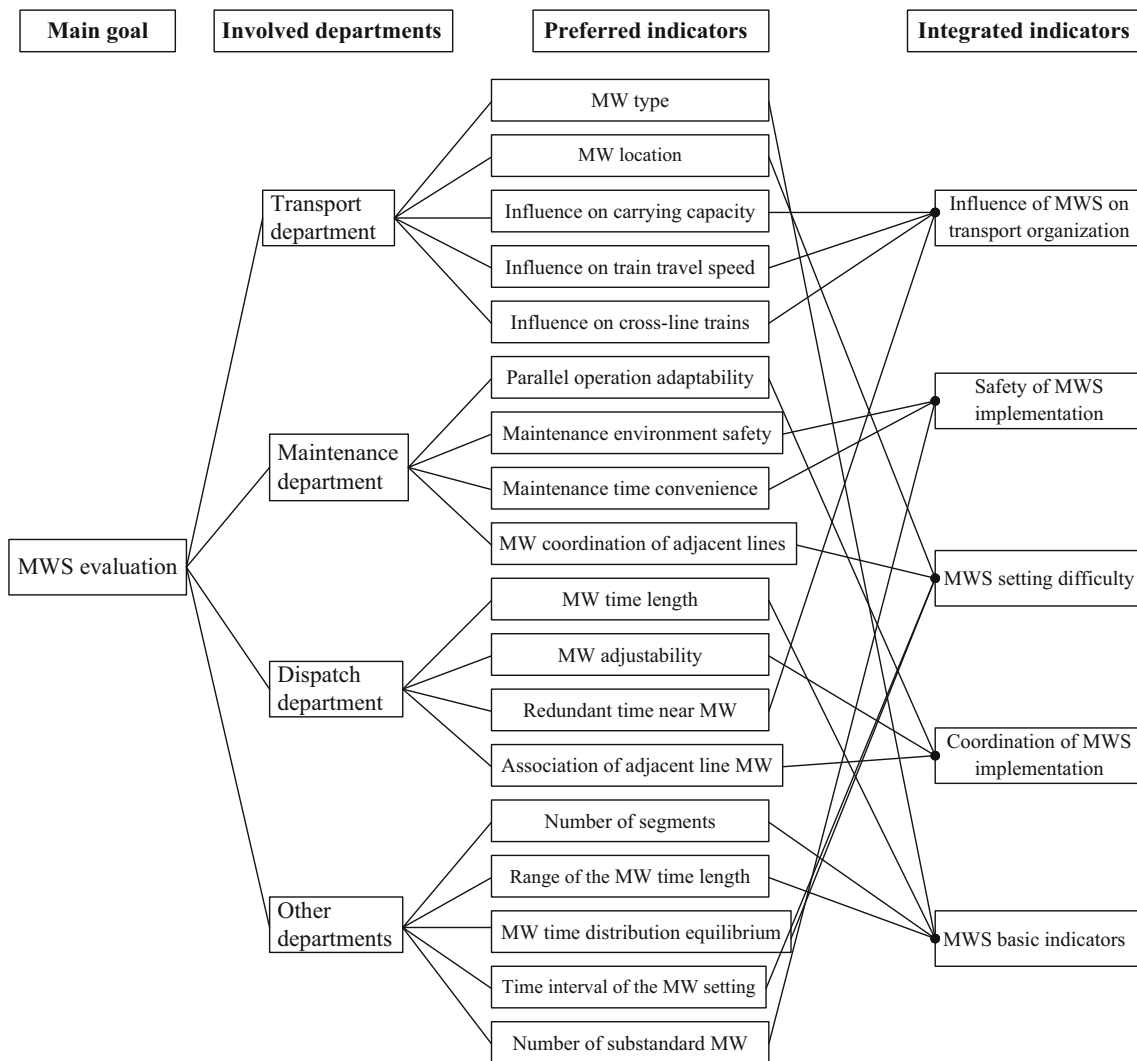 Main goal
Involved departments
Preferred indicators
Integrated indicators
MWS evaluation
Transport
department
Maintenance
department
Dispatch
department
Other
departments
MW type
MW location
Influence on carrying capacity
Influence on train travel speed
Influence on cross-line trains
Parallel operation adaptability
Maintenance environment safety
Maintenance time convenience
MW coordination of adjacent lines
MW time length
MW adjustability
Redundant time near MW
Association of adjacent line MW
Number of segments
Range of the MW time length
MW time distribution equilibrium
Time interval of the MW setting
Number of substandard MW
Influence of MWS on
transport organization
Safety of MWS
implementation
MWS setting difficulty
Coordination of MWS
implementation
MWS basic indicators